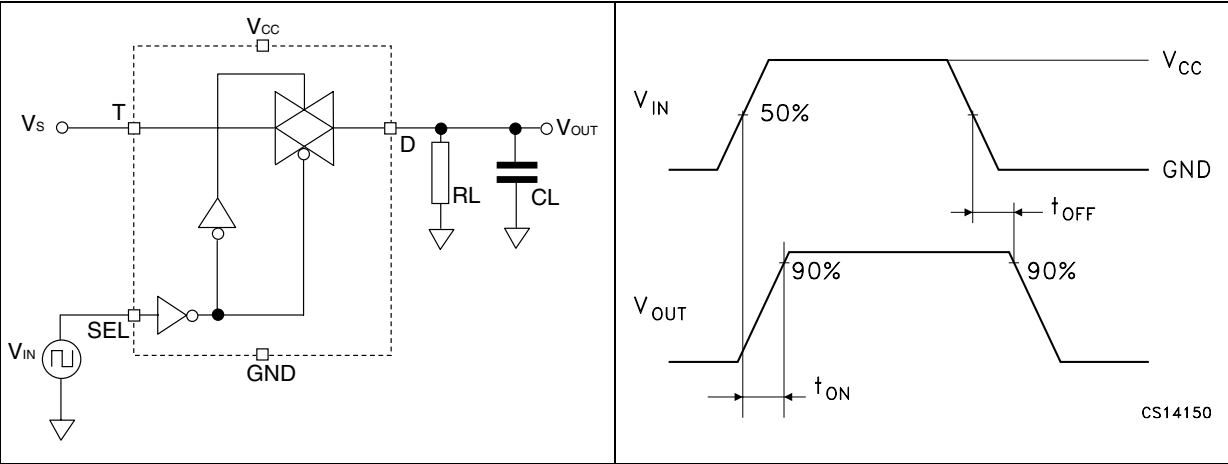 VCC
T
VS
D
VOUT
RL
CL
SEL
VIN
GND
VCC
VIN
50%
GND
tOFF
90%
90%
VOUT
tON
CS14150